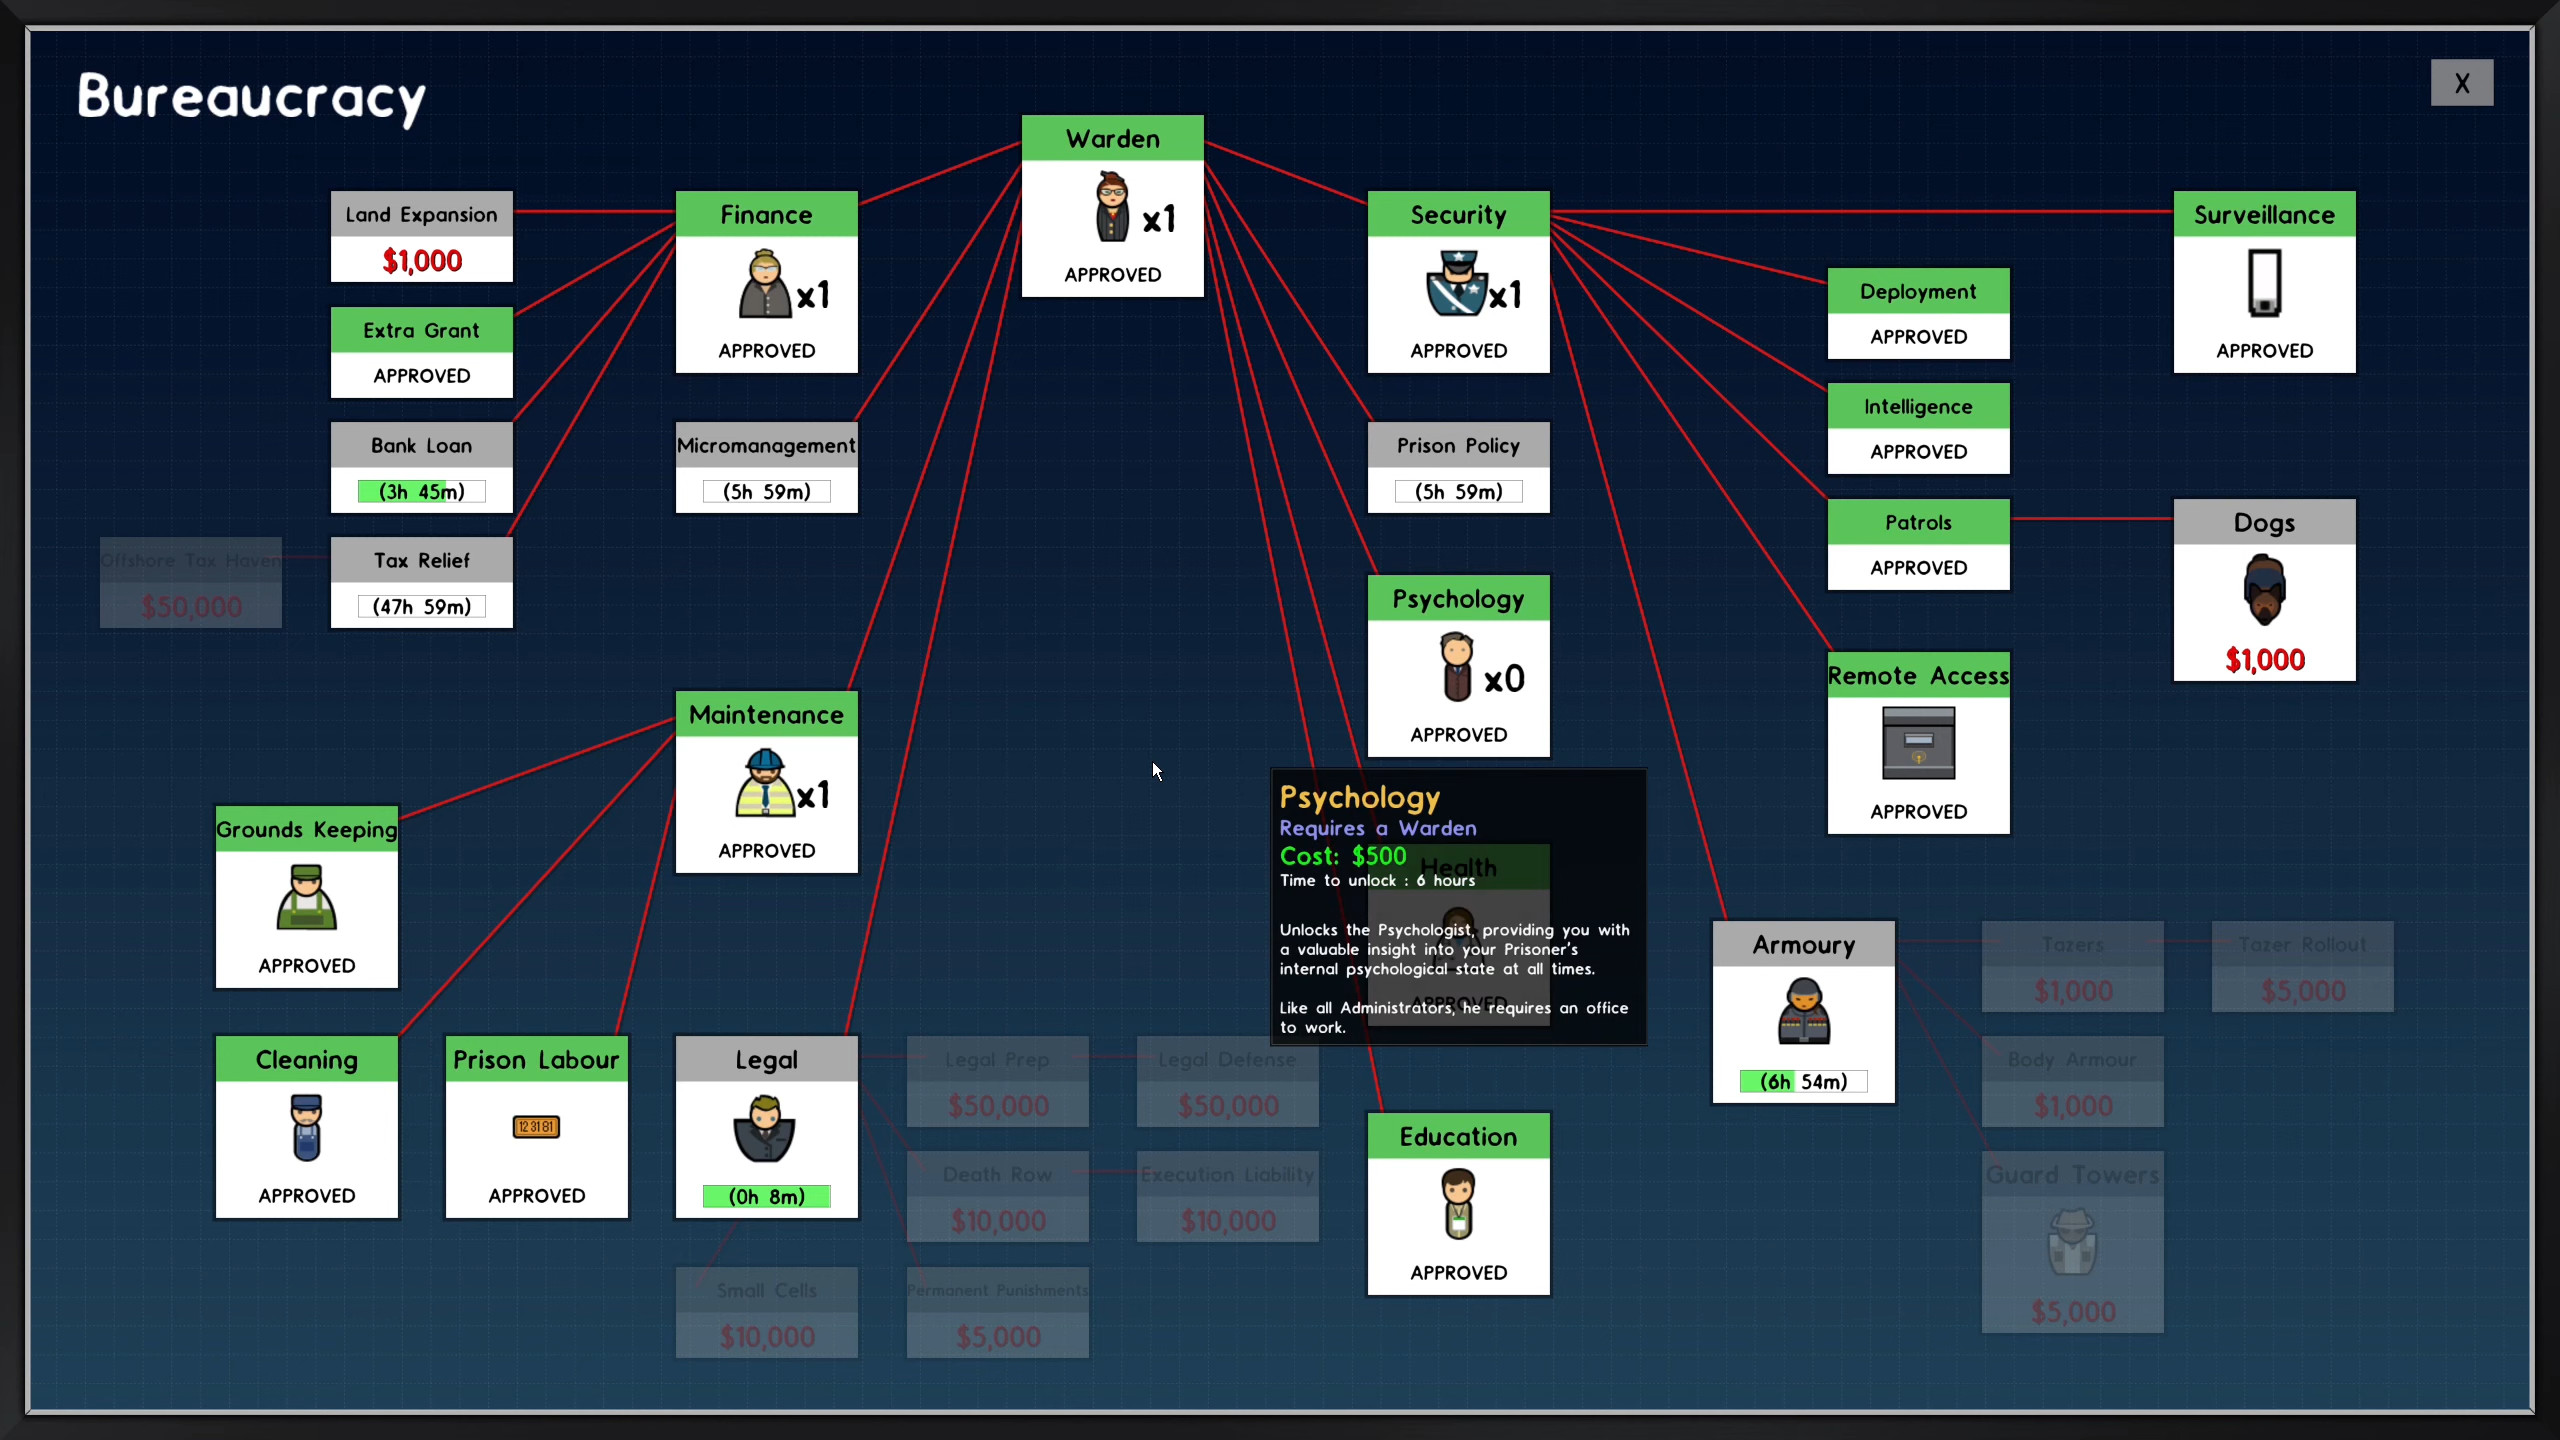 Bureaucracy
X
Warden
x1
APPROVED
Land Expansion
$1,000
Finance
x1
APPROVED
Security
x1
APPROVED
Surveillance
APPROVED
Deployment
APPROVED
Extra Grant
APPROVED
Intelligence
APPROVED
Bank Loan
(3h 45m)
Micromanagement
(5h 59m)
Prison Policy
(5h 59m)
Patrols
APPROVED
Dogs
$1,000
Offshore Tax Haven
$50,000
Tax Relief
(47h 59m)
Psychology
x0
APPROVED
Remote Access
APPROVED
Maintenance
x1
APPROVED
Psychology
Requires a Warden
Cost: $500
Time to unlock : 6 hours
Unlocks the Psychologist, providing you with
a valuable insight into your Prisoner's
internal psychological state at all times.
Like all Administrators, he requires an office
to work.
Health
APPROVED
Grounds Keeping
APPROVED
Armoury
(6h 54m)
Tazers
$1,000
Tazer Rollout
$5,000
Body Armour
$1,000
Guard Towers
$5,000
Cleaning
APPROVED
Prison Labour
12 31 81
APPROVED
Legal
(0h 8m)
Legal Prep
$50,000
Legal Defense
$50,000
Death Row
$10,000
Execution Liability
$10,000
Education
APPROVED
Small Cells
$10,000
Permanent Punishments
$5,000